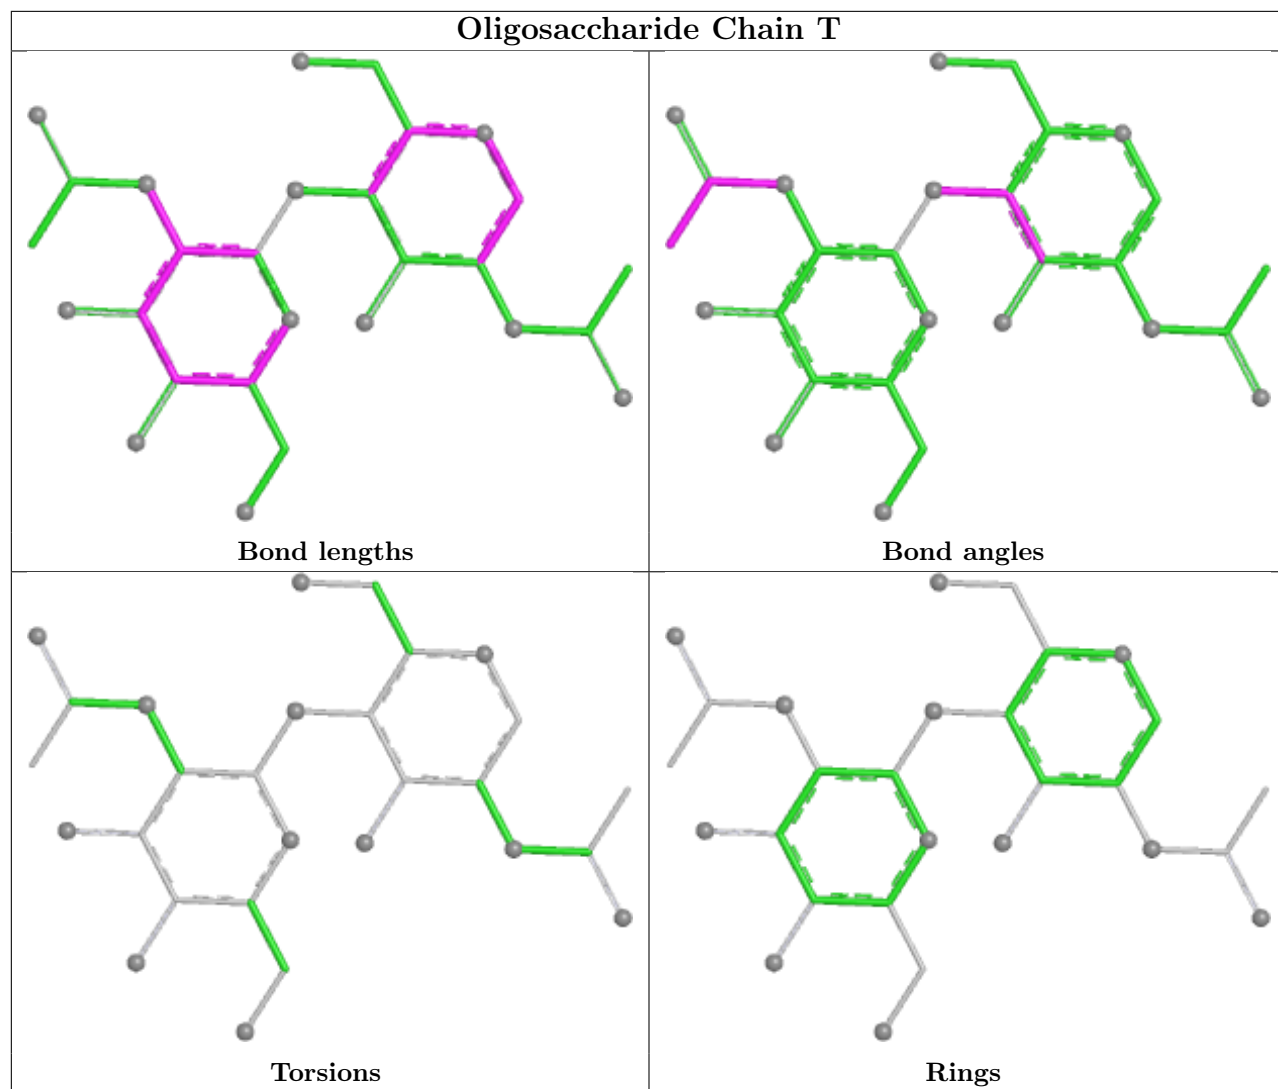 Oligosaccharide Chain T
Bond lengths
Bond angles
Torsions
Rings